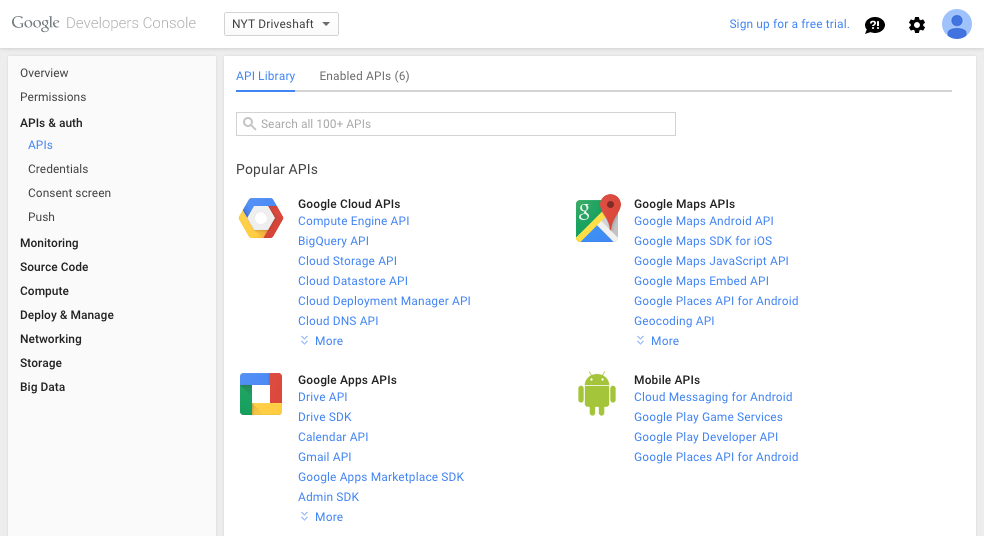 Google Developers Console
NYT Driveshaft
Sign up for a free trial.
?!
Overview
Permissions
APIs & auth
APIs
Credentials
Consent screen
Push
Monitoring
Source Code
Compute
Deploy & Manage
Networking
Storage
Big Data
API Library
Enabled APIs (6)
Search all 100+ APIs
Popular APIs
Google Cloud APIs
Compute Engine API
BigQuery API
Cloud Storage API
Cloud Datastore API
Cloud Deployment Manager API
Cloud DNS API
More
g
Google Maps APIs
Google Maps Android API
Google Maps SDK for iOS
Google Maps JavaScript API
Google Maps Embed API
Google Places API for Android
Geocoding API
More
Google Apps APIs
Drive API
Drive SDK
Calendar API
Gmail API
Google Apps Marketplace SDK
Admin SDK
More
Mobile APIs
Cloud Messaging for Android
Google Play Game Services
Google Play Developer API
Google Places API for Android